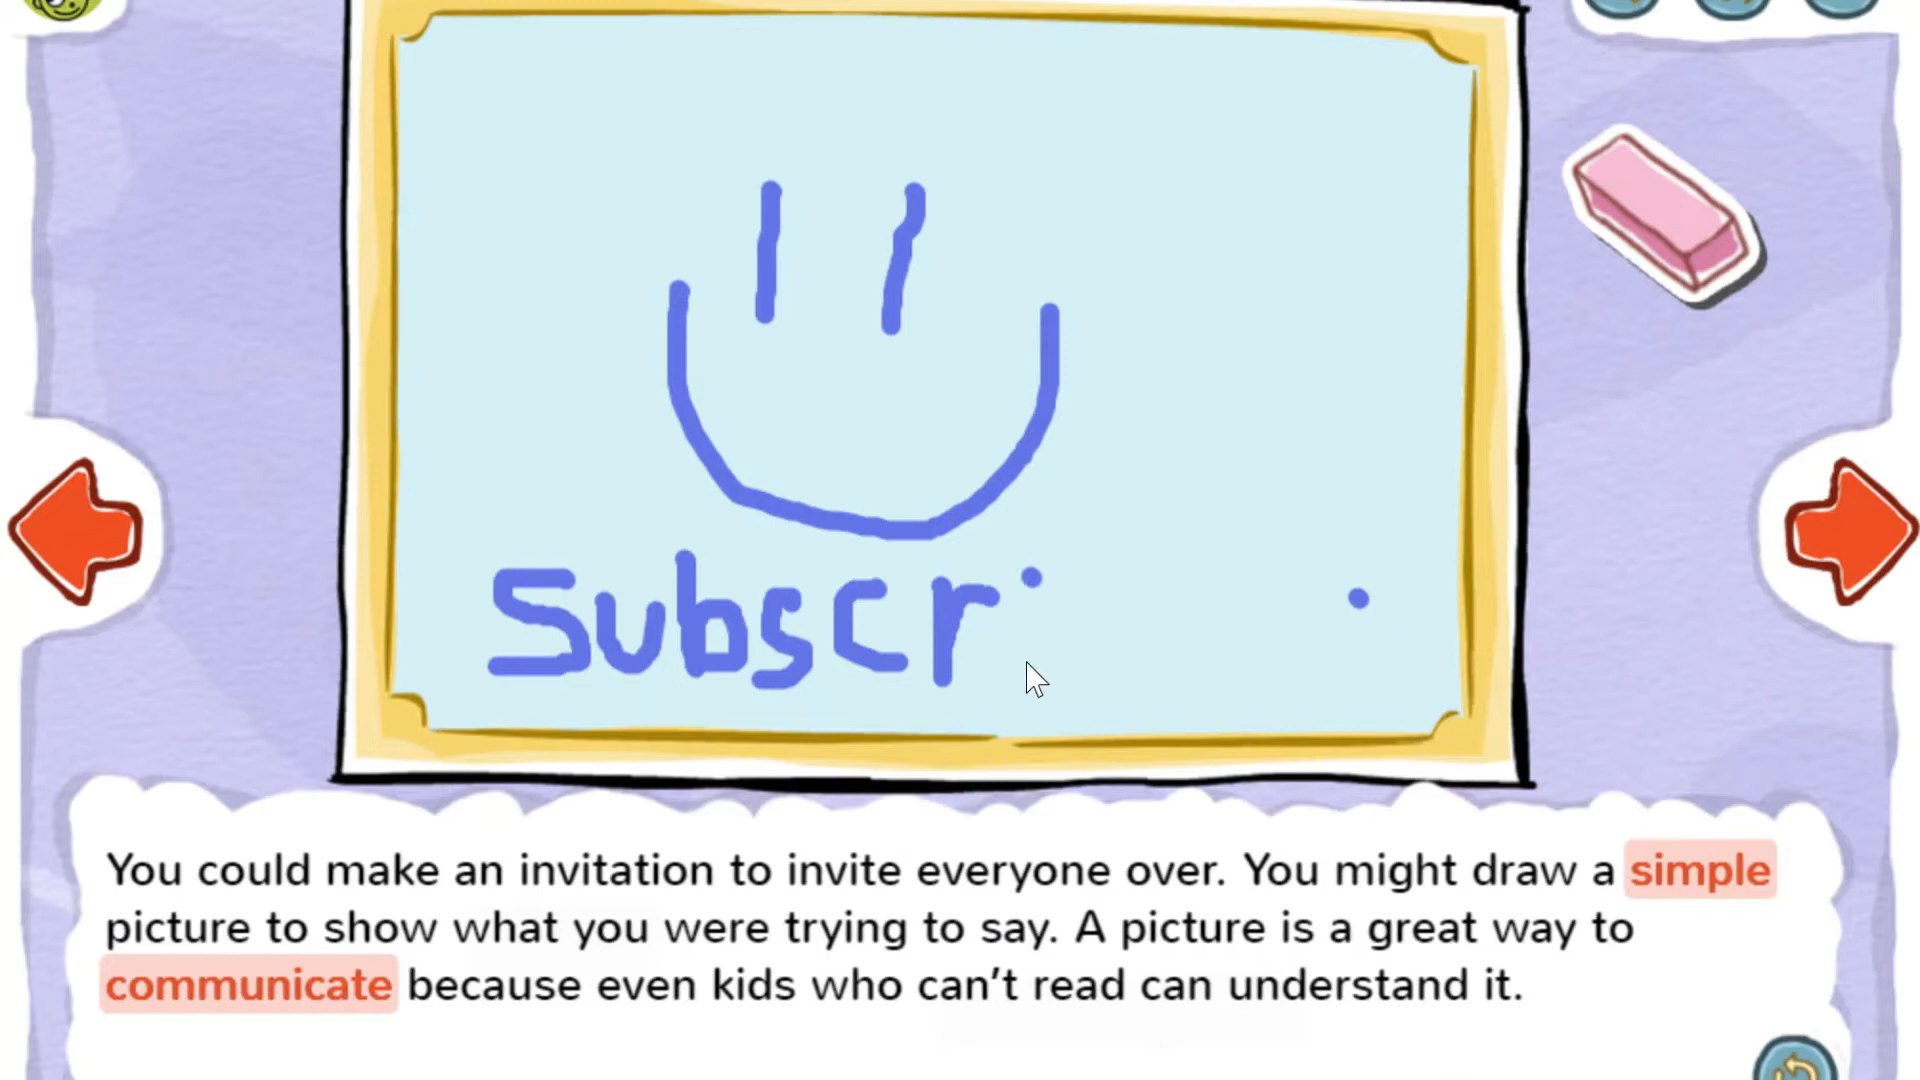 Subscr
You could make an invitation to invite everyone over. You might draw a simple
picture to show what you were trying to say. A picture is a great way to
communicate because even kids who can’t read can understand it.